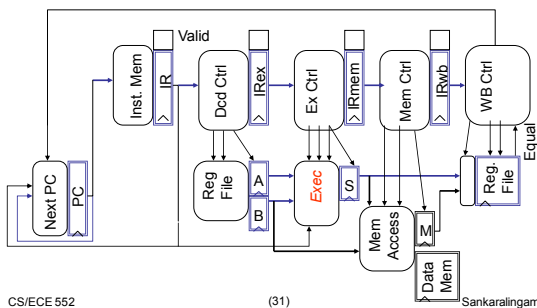 Valid
Inst. Mem
IR
Dcd Ctrl
IRex
Ex Ctrl
IRmem
Mem Ctrl
IRwb
WB Ctrl
Equal
Next PC
PC
Reg
File
A
B
Exec
S
Mem
Access
M
Reg.
File
Data
Mem
CS/ECE 552
(31)
Sankaralingam